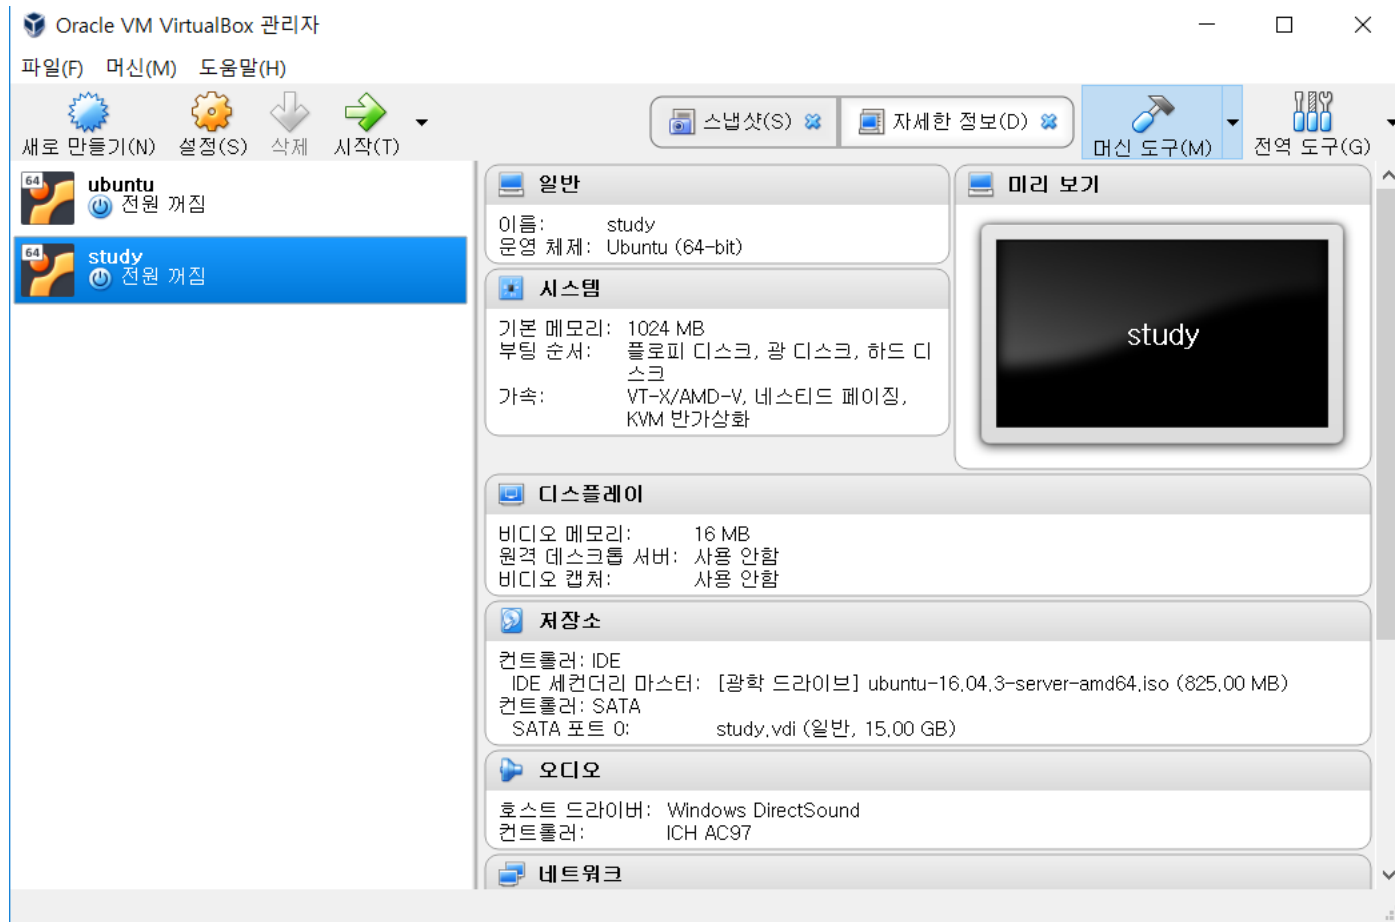 Oracle VM VirtualBox 관리자
파일(F) 머신(M) 도움말(H)
새로 만들기(N) 설정(S) 삭제 시작(T)
스냅샷(S) 자세한 정보(D)
머신 도구(M) 전역 도구(G)
64 ubuntu
전원 꺼짐
64 study
전원 꺼짐
일반
이름: study
운영 체제: Ubuntu (64-bit)
미리 보기
study
시스템
기본 메모리: 1024 MB
부팅 순서: 플로피 디스크, 광 디스크, 하드 디
스크
가속: VT-X/AMD-V, 네스티드 페이징,
KVM 반가상화
디스플레이
비디오 메모리: 16 MB
원격 데스크톱 서버: 사용 안함
비디오 캡처: 사용 안함
저장소
컨트롤러: IDE
IDE 세컨더리 마스터: [광학 드라이브] ubuntu-16.04.3-server-amd64.iso (825.00 MB)
컨트롤러: SATA
SATA 포트 0: study.vdi (일반, 15.00 GB)
오디오
호스트 드라이버: Windows DirectSound
컨트롤러: ICH AC97
네트워크